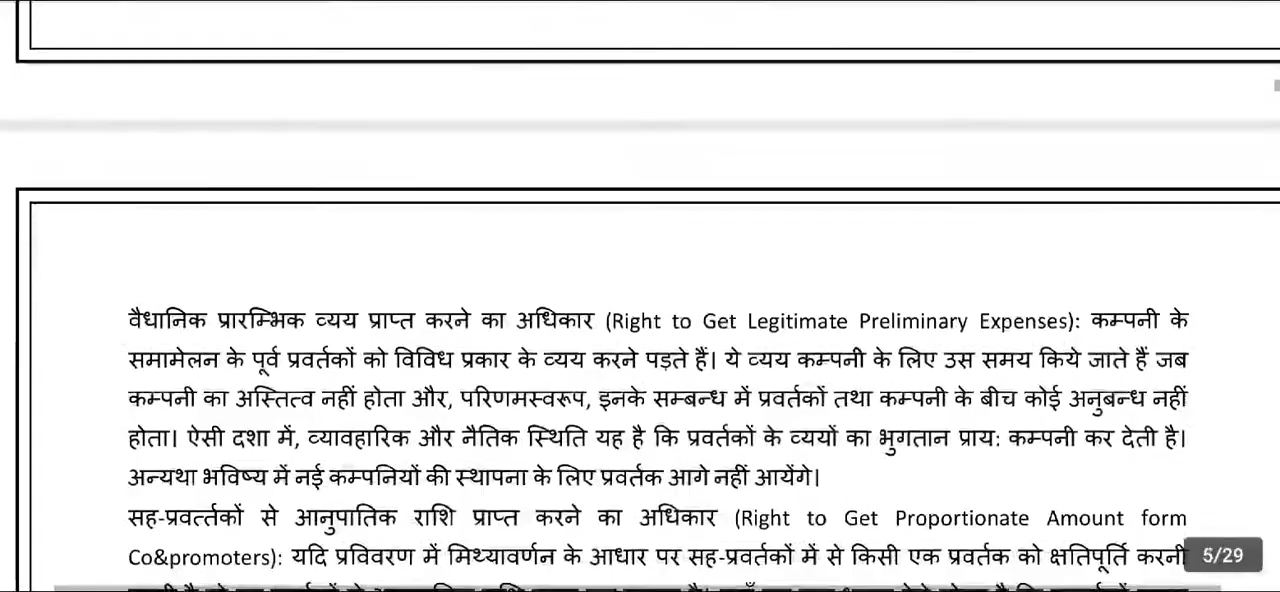 वैधानिक प्रारम्भिक व्यय प्राप्त करने का अधिकार (Right to Get Legitimate Preliminary Expenses): कम्पनी के
समामेलन के पूर्व प्रवर्तकों को विविध प्रकार के व्यय करने पड़ते हैं। ये व्यय कम्पनी के लिए उस समय किये जाते हैं जब
कम्पनी का अस्तित्व नहीं होता और, परिणमस्वरूप, इनके सम्बन्ध में प्रवर्तकों तथा कम्पनी के बीच कोई अनुबन्ध नहीं
होता। ऐसी दशा में, व्यावहारिक और नैतिक स्थिति यह है कि प्रवर्तकों के व्ययों का भुगतान प्राय: कम्पनी कर देती है।
अन्यथा भविष्य में नई कम्पनियों की स्थापना के लिए प्रवर्तक आगे नहीं आयेंगे।
सह-प्रवर्त्तकों से आनुपातिक राशि प्राप्त करने का अधिकार (Right to Get Proportionate Amount form
Co&promoters): यदि प्रविवरण में मिथ्यावर्णन के आधार पर सह-प्रवर्तकों में से किसी एक प्रवर्तक को क्षतिपूर्ति करनी
5/29